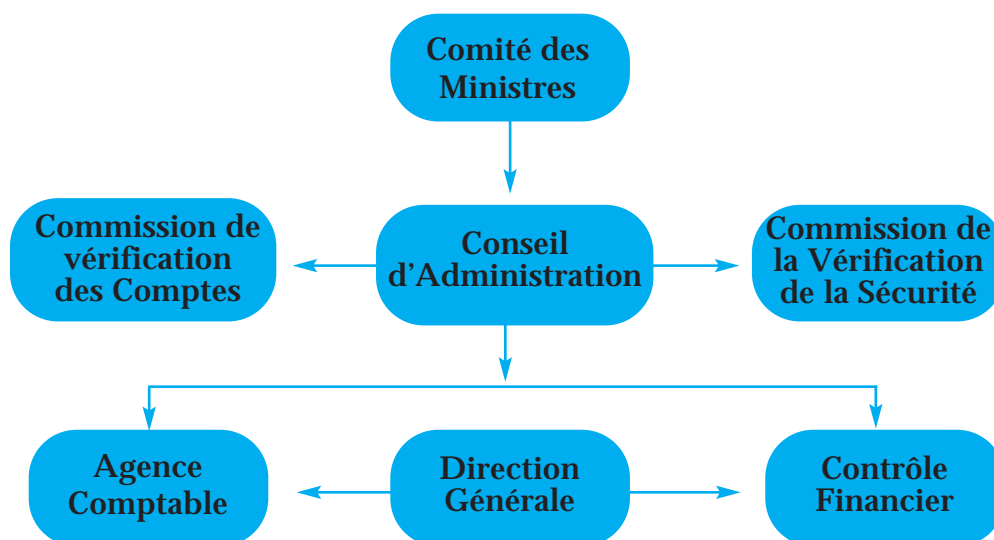 Comité des
Ministres
Commission de
vérification
des Comptes
Conseil
d'Administration
Commission de
la Vérification
de la Sécurité
Agence
Comptable
Direction
Générale
Contrôle
Financier